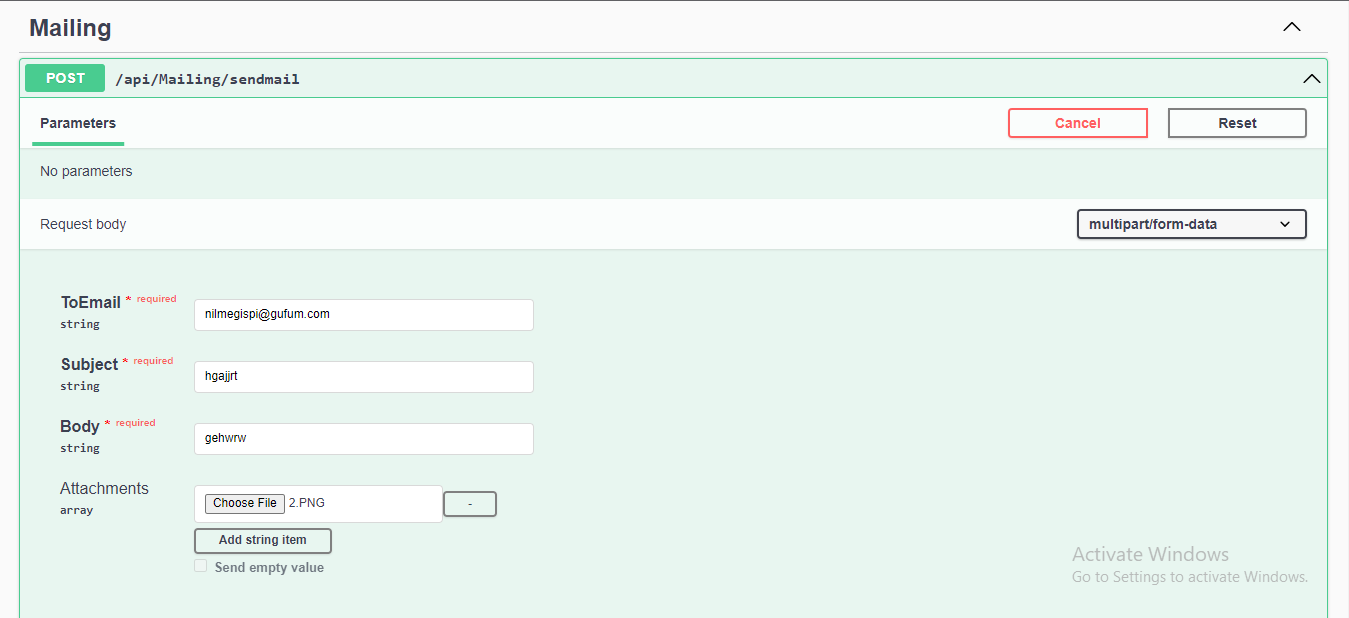 Mailing
POST /api/Mailing/sendmail
Parameters Cancel Reset
No parameters
Request body multipart/form-data
ToEmail * required
string
nilmegispi@gufum.com
Subject * required
string
hgajjrt
Body * required
string
gehwrw
Attachments
array
Choose File 2.PNG -
Add string item
Send empty value
Activate Windows
Go to Settings to activate Windows.